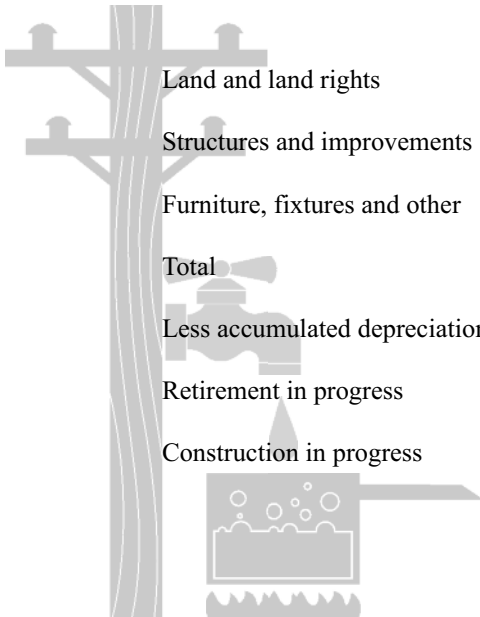 Land and land rights
Structures and improvements
Furniture, fixtures and other
Total
Less accumulated depreciation
Retirement in progress
Construction in progress